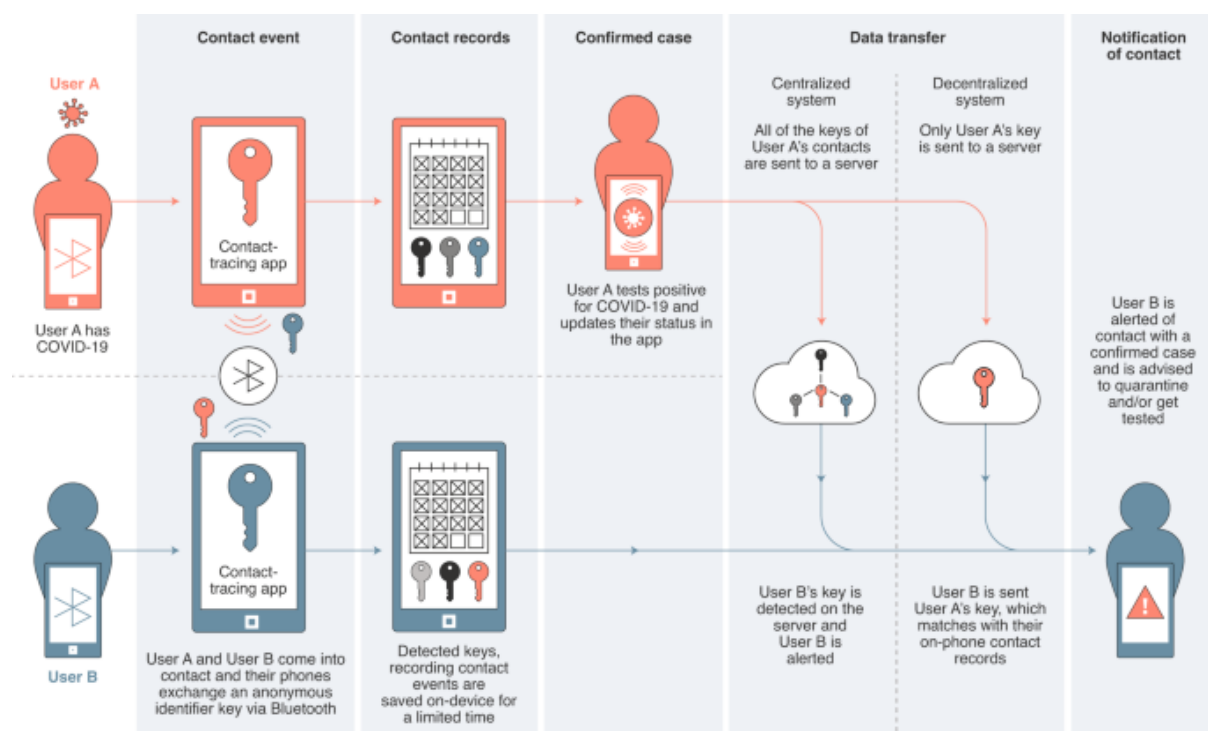 Contact event
Contact records
Confirmed case
Data transfer
Notification
of contact
User A
Centralized
system
All of the keys of
User A's contacts
are sent to a server
Decentralized
system
Only User A's key
is sent to a server
Contact-
tracing app
User A has
COVID-19
User A tests positive
for COVID-19 and
updates their status in
the app
User B is
alerted of
contact with a
confirmed case
and is advised
to quarantine
and/or get
tested
Contact-
tracing app
User B
User A and User B come into
contact and their phones
exchange an anonymous
identifier key via Bluetooth
Detected keys,
recording contact
events are
saved on-device for
a limited time
User B's key is
detected on the
server and
User B is
alerted
User B is sent
User A's key, which
matches with their
on-phone contact
records